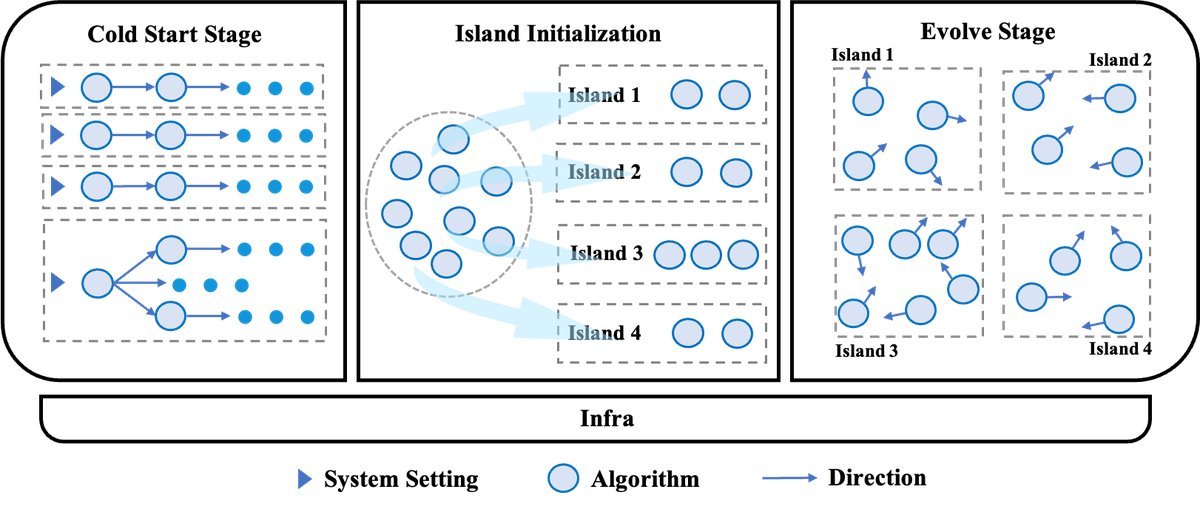 Cold Start Stage
Island Initialization
Island 1
Island 2
Island 3
Island 4
Evolve Stage
Island 1
Island 2
Island 3
Island 4
Infra
System Setting
Algorithm
Direction